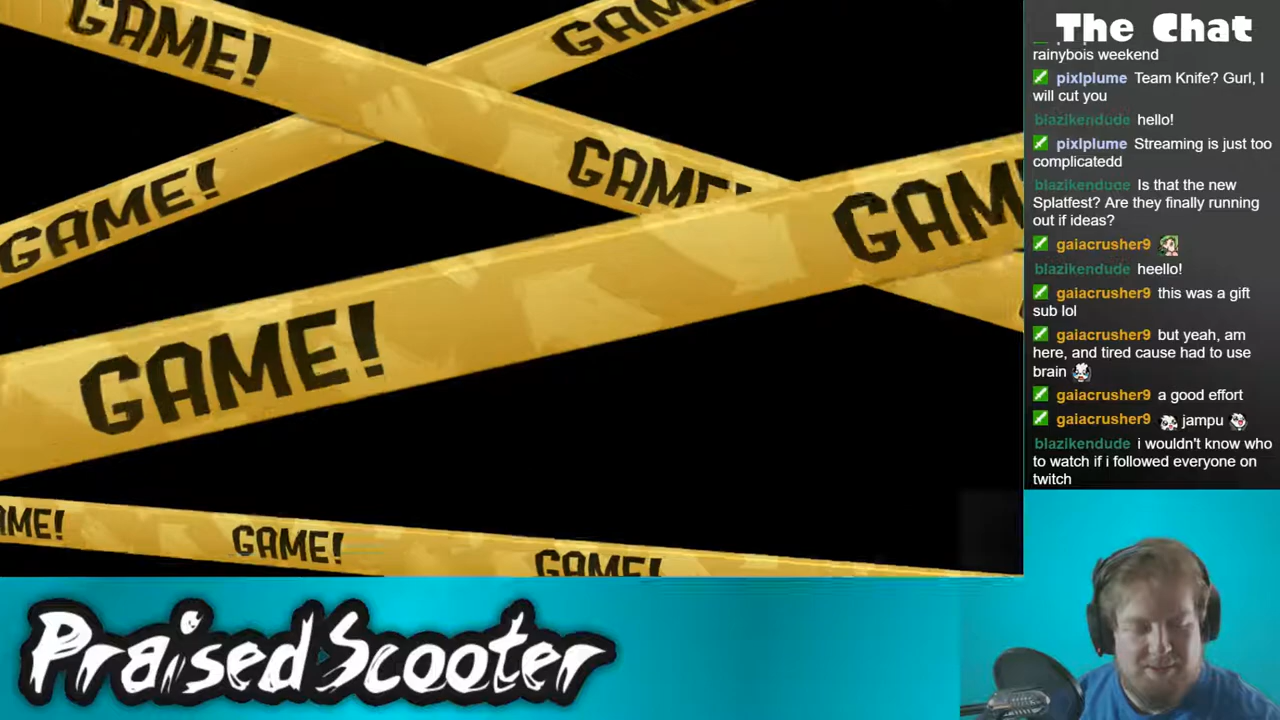 GAME!
GAME!
GAME!
GAME!
GAME!
GAME!
GAME!
PraisedScooter
The Chat
rainybois weekend
pixlplume Team Knife? Gurl, I
will cut you
blazikendude hello!
pixlplume Streaming is just too
complicatedd
blazikendude Is that the new
Splatfest? Are they finally running
out if ideas?
gaiacrusher9
blazikendude heello!
gaiacrusher9 this was a gift
sub lol
gaiacrusher9 but yeah, am
here, and tired cause had to use
brain
gaiacrusher9 a good effort
gaiacrusher9 jampu
blazikendude i wouldn't know who
to watch if i followed everyone on
twitch